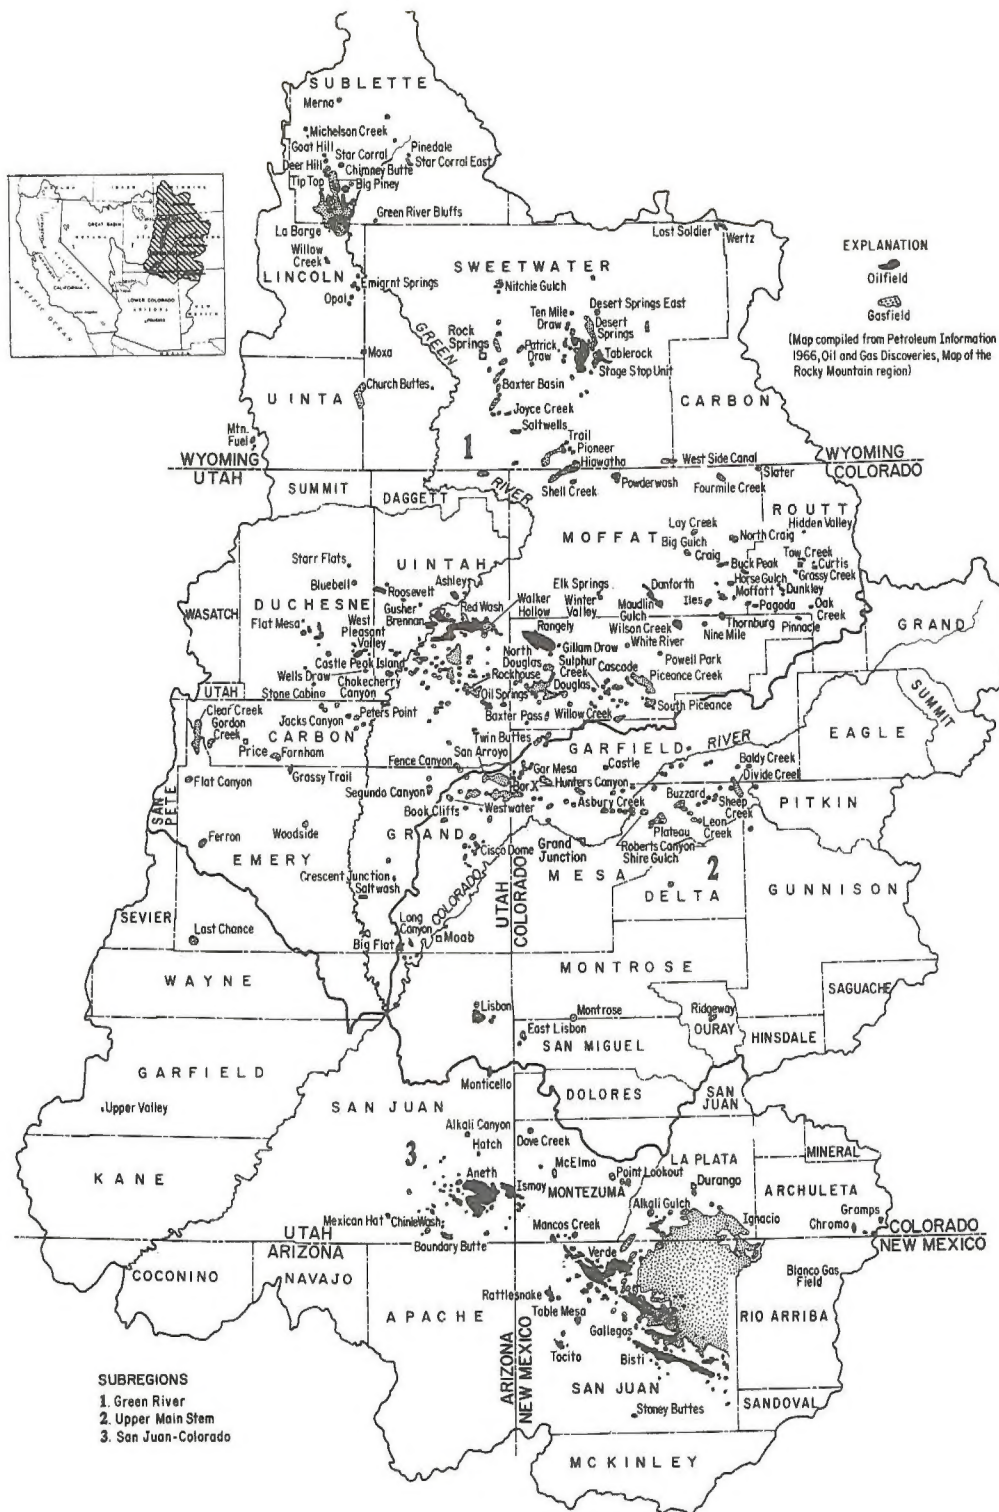 SUBLETTE
Merna
Michelson Creek
Goat Hill
Star Corral
Pinedale
Star Corral East
Deer Hill
Chimney Butte
Tip Top
Big Piney
Green River Bluffs
La Barge
Willow
Creek
LINCOLN
Emigrnt Springs
Opal
GREAT BASIN
CALIFORNIA
LOWER COLORADO
ARIZONA
PACIFIC OCEAN
Lost Soldier
Wertz
SWEETWATER
Nitchie Gulch
Desert Springs East
Ten Mile
Draw
Desert
Springs
Rock
Springs
Patrick
Draw
Tablerock
Stage Stop Unit
GREEN
Moxa
Church Buttes
UINTA
Baxter Basin
Joyce Creek
Saltwells
CARBON
EXPLANATION
Oilfield
Gasfield
(Map compiled from Petroleum Information
1966, Oil and Gas Discoveries, Map of the
Rocky Mountain region)
Mtn.
Fuel
1
Trail
Pioneer
Hiawatha
West Side Canal
WYOMING
UTAH
WYOMING
COLORADO
Slater
SUMMIT
DAGGETT
RIVER
Shell Creek
Powderwash
Fourmile Creek
ROUTT
Hidden Valley
MOFFAT
Lay Creek
Big Gulch
North Craig
Craig
Tow Creek
Curtis
Buck Peak
Grassy Creek
Horse Gulch
Moffatt
Dunkley
Starr Flats
UINTAH
Bluebell
Roosevelt
Ashley
Elk Springs
Winter
Valley
Danforth
Maudlin
Gulch
Iles
Pagoda
Oak
Creek
WASATCH
DUCHESNE
Flat Mesa
Gusher
Brennan
Red Wash
Walker
Hollow
West
Pleasant
Valley
Rangely
Wilson Creek
Thornburg
Nine Mile
Pinnacle
GRAND
Castle Peak
Island
North
Douglas
Gillam Draw
White River
Sulphur
Creek
Cascade
Powell Park
Piceance Creek
Wells Draw
Chokecherry
Canyon
Rockhouse
Douglas
UTAH
Stone Cabin
Oil Springs
South Piceance
SUMMIT
Clear Creek
Gordon
Creek
Jacks Canyon
Peters Point
Baxter Pass
Willow Creek
CARBON
Twin Buttes
GARFIELD
RIVER
EAGLE
Price
Farnham
San Arroyo
Castle
Baldy Creek
Divide Creek
Fence Canyon
Gar Mesa
Flat Canyon
Grassy Trail
Segundo Canyon
Bar X
Hunters Canyon
Buzzard
Sheep
Creek
PITKIN
SAN
PETE
Book Cliffs
Westwater
Asbury Creek
Leon
Creek
Plateau
Ferron
Woodside
GRAND
Cisco Dome
Grand
Junction
Roberts Canyon
Shire Gulch
2
EMERY
MESA
Crescent Junction
Saltwash
COLORADO
UTAH
COLORADO
DELTA
GUNNISON
SEVIER
Last Chance
Long
Canyon
Big Flat
Moab
WAYNE
MONTROSE
SAGUACHE
Lisbon
Montrose
Ridgeway
OURAY
East Lisbon
SAN MIGUEL
HINSDALE
GARFIELD
Monticello
DOLORES
SAN
JUAN
Upper Valley
SAN JUAN
Alkali Canyon
Dove Creek
Hatch
3
McElmo
LA PLATA
MINERAL
KANE
Aneth
Ismay
MONTEZUMA
Point Lookout
Durango
ARCHULETA
Alkali Gulch
Ignacio
Gramps
Chroma
Mexican Hat
ChinleWash
Mancos Creek
UTAH
ARIZONA
COLORADO
NEW MEXICO
Boundary Butte
Verde
COCONINO
NAVAJO
Blanco Gas
Field
Rattlesnake
APACHE
Table Mesa
RIO ARRIBA
Gallegos
Tocito
Bisti
ARIZONA
NEW MEXICO
SAN JUAN
SUBREGIONS
1. Green River
2. Upper Main Stem
3. San Juan-Colorado
Stoney Buttes
SANDOVAL
MCKINLEY